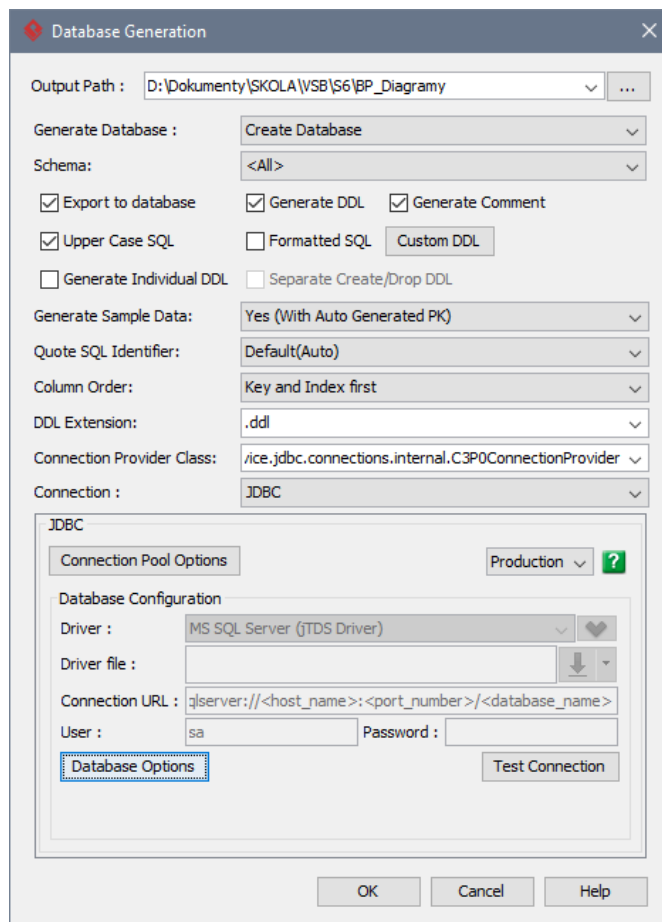 Database Generation
Output Path : D:\Dokumenty\SKOLA\VSB\S6\BP_Diagramy ...
Generate Database : Create Database
Schema: <All>
Export to database Generate DDL Generate Comment
Upper Case SQL Formatted SQL Custom DDL
Generate Individual DDL Separate Create/Drop DDL
Generate Sample Data: Yes (With Auto Generated PK)
Quote SQL Identifier: Default(Auto)
Column Order: Key and Index first
DDL Extension: .ddl
Connection Provider Class: vice.jdbc.connections.internal.C3P0ConnectionProvider
Connection : JDBC
JDBC
Connection Pool Options Production ?
Database Configuration
Driver : MS SQL Server (jTDS Driver)
Driver file :
Connection URL : qlserver://<host_name>:<port_number>/<database_name>
User : sa Password :
Database Options Test Connection
OK Cancel Help